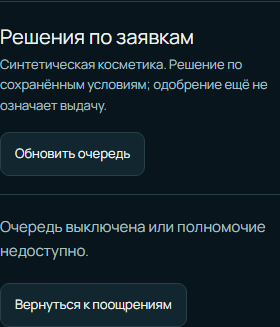 Решения по заявкам
Синтетическая косметика. Решение по
сохранённым условиям; одобрение ещё не
означает выдачу.
Обновить очередь
Очередь выключена или полномочие
недоступно.
Вернуться к поощрениям